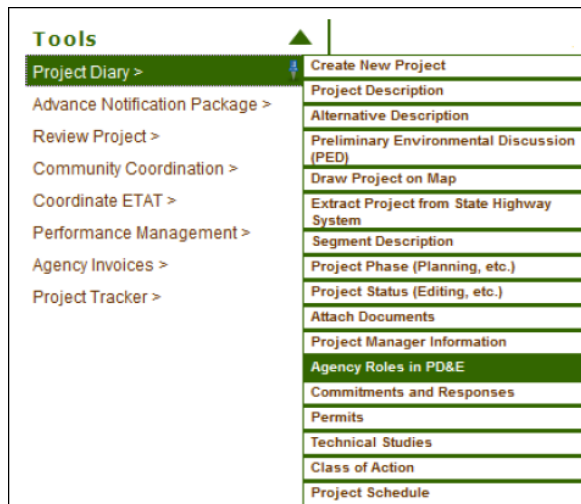 Tools
Project Diary >
Advance Notification Package >
Review Project >
Community Coordination >
Coordinate ETAT >
Performance Management >
Agency Invoices >
Project Tracker >
Create New Project
Project Description
Alternative Description
Preliminary Environmental Discussion
(PED)
Draw Project on Map
Extract Project from State Highway
System
Segment Description
Project Phase (Planning, etc.)
Project Status (Editing, etc.)
Attach Documents
Project Manager Information
Agency Roles in PD&E
Commitments and Responses
Permits
Technical Studies
Class of Action
Project Schedule